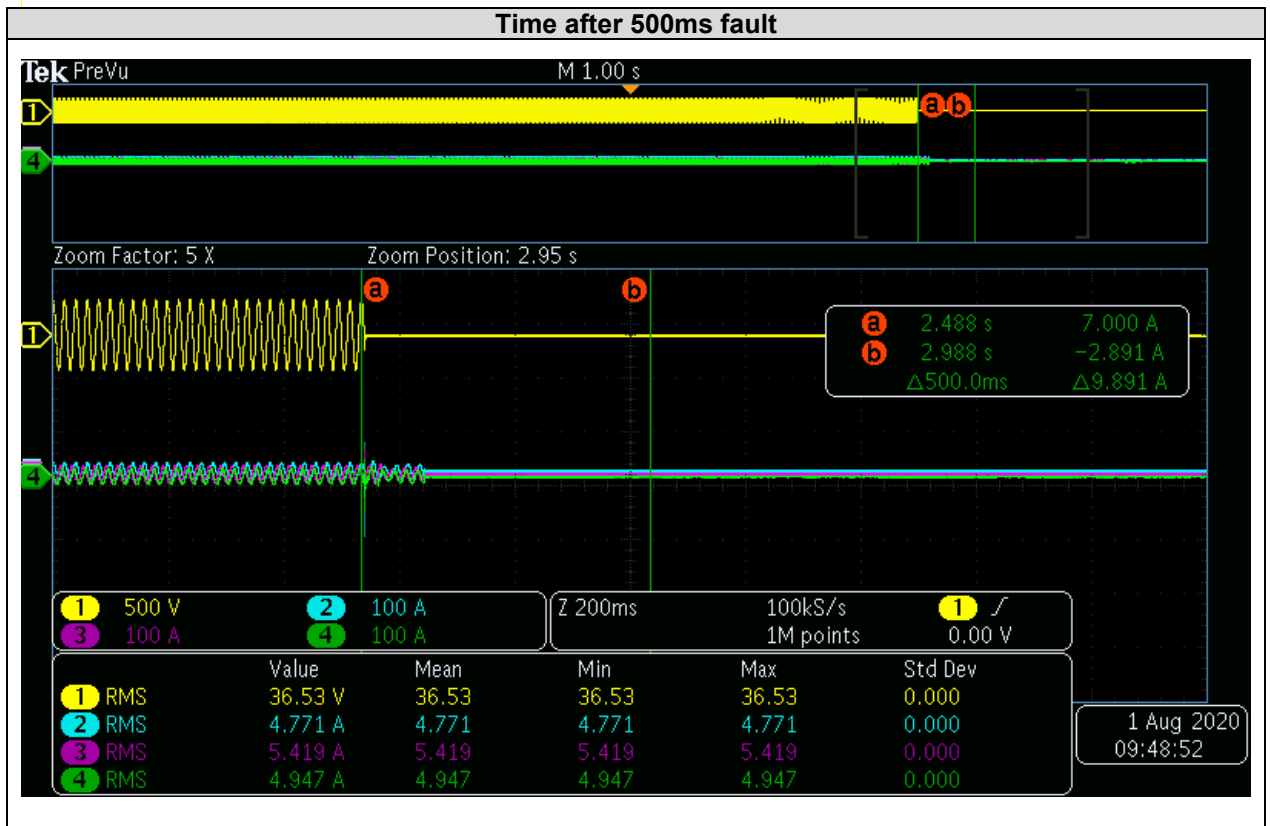 Time after 500ms fault
Tek PreVu M 1.00 s
1 a b
4
Zoom Factor: 5 X Zoom Position: 2.95 s
a b
1
a 2.488 s 7.000 A
b 2.988 s -2.891 A
△500.0ms △9.891 A
4
1 500 V 2 100 A Z 200ms 100kS/s 1
3 100 A 4 100 A 1M points 0.00 V
Value Mean Min Max Std Dev
1 RMS 36.53 V 36.53 36.53 36.53 0.000
2 RMS 4.771 A 4.771 4.771 4.771 0.000
3 RMS 5.419 A 5.419 5.419 5.419 0.000
4 RMS 4.947 A 4.947 4.947 4.947 0.000
1 Aug 2020
09:48:52